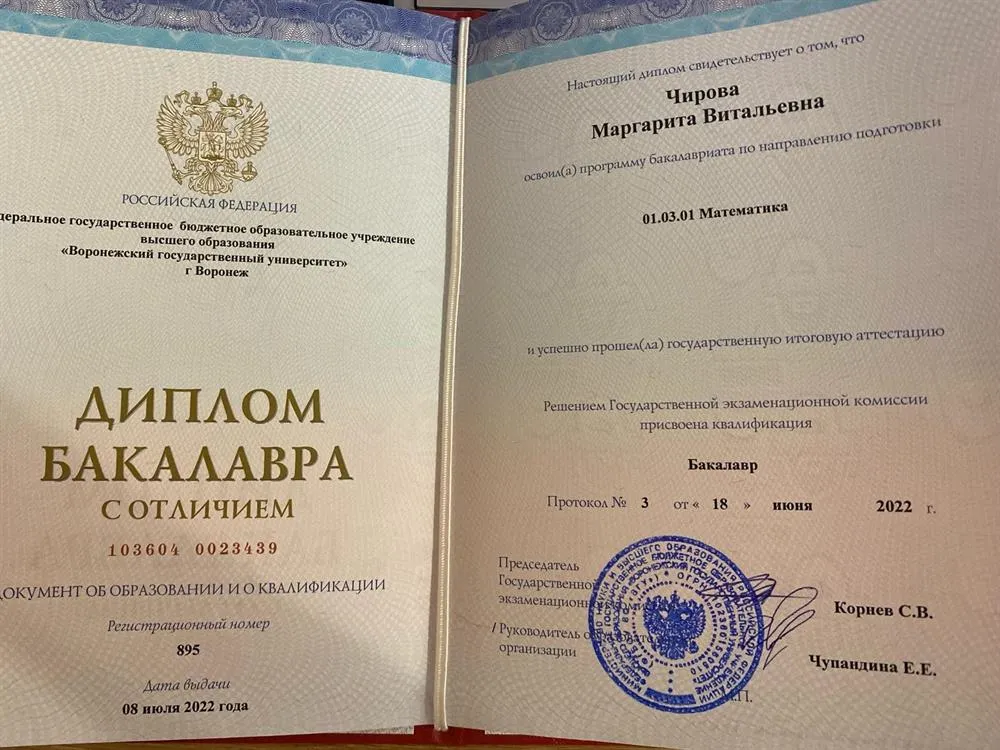 РОССИЙСКАЯ ФЕДЕРАЦИЯ
государственное бюджетное образовательное учреждение
высшего образования
«Воронежский государственный университет»
г Воронеж
ДИПЛОМ
БАКАЛАВРА
С ОТЛИЧИЕМ
103604 0023439
ДОКУМЕНТ ОБ ОБРАЗОВАНИИ И О КВАЛИФИКАЦИИ
Регистрационный номер
895
Дата выдачи
08 июля 2022 года
Настоящий диплом свидетельствует о том, что
Чирова
Маргарита Витальевна
освоил(а) программу бакалавриата по направлению подготовки
01.03.01 Математика
и успешно прошел(ла) государственную итоговую аттестацию
Решением Государственной экзаменационной комиссии
присвоена квалификация
Бакалавр
Протокол № 3 от « 18 » июня 2022 г.
Председатель
Государственной
экзаменационной
Корнев С.В.
/ Руководитель
организации
Чупандина Е.Е.